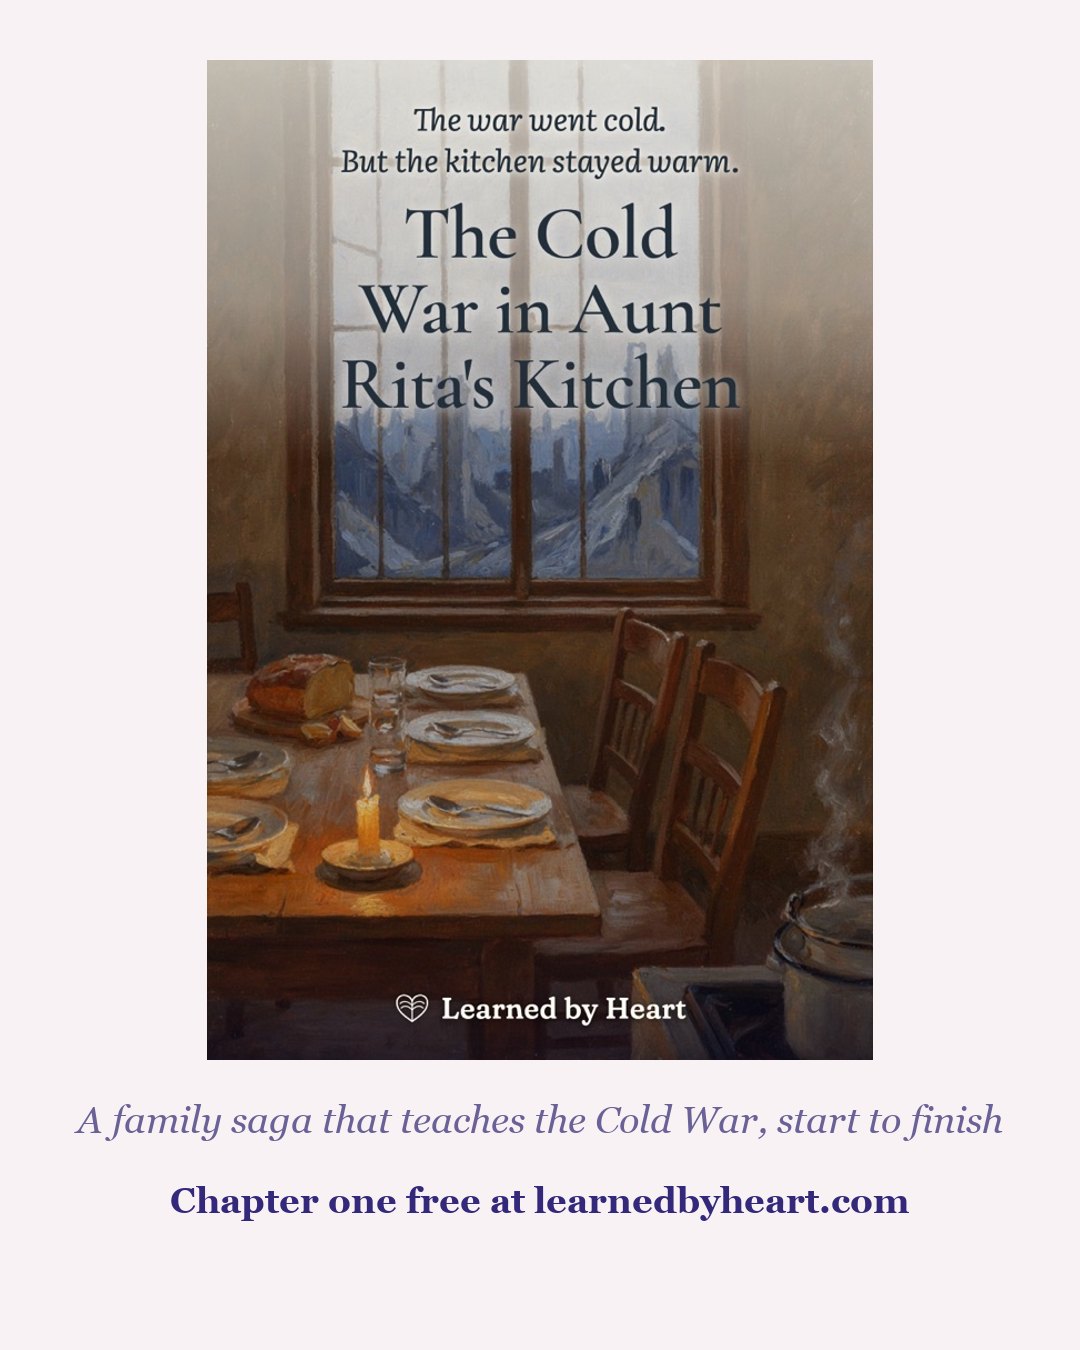 The war went cold.
But the kitchen stayed warm.
The Cold
War in Aunt
Rita's Kitchen
Learned by Heart
A family saga that teaches the Cold War, start to finish
Chapter one free at learnedbyheart.com